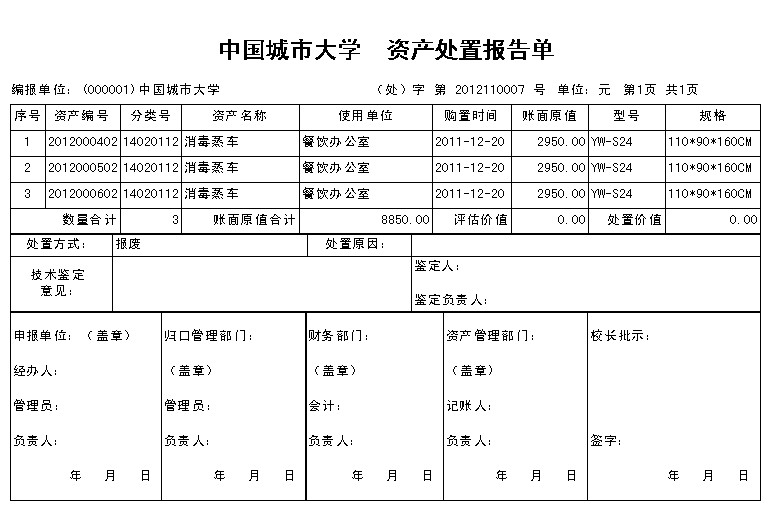 中国城市大学 资产处置报告单
编报单位: (000001)中国城市大学 (处)字 第 2012110007 号 单位: 元 第1页 共1页
序号 资产编号 分类号 资产名称 使用单位 购置时间 账面原值 型号 规格
1 2012000402 14020112 消毒蒸车 餐饮办公室 2011-12-20 2950.00 YW-S24 110*90*160CM
2 2012000502 14020112 消毒蒸车 餐饮办公室 2011-12-20 2950.00 YW-S24 110*90*160CM
3 2012000602 14020112 消毒蒸车 餐饮办公室 2011-12-20 2950.00 YW-S24 110*90*160CM
数量合计 3 账面原值合计 8850.00 评估价值 0.00 处置价值 0.00
处置方式: 报废 处置原因:
技术鉴定
意见:
鉴定人:
鉴定负责人:
申报单位: (盖章) 归口管理部门: 财务部门: 资产管理部门: 校长批示:
经办人: (盖章) (盖章) (盖章)
管理员: 管理员: 会计: 记账人:
负责人: 负责人: 负责人: 负责人: 签字:
年 月 日 年 月 日 年 月 日 年 月 日 年 月 日